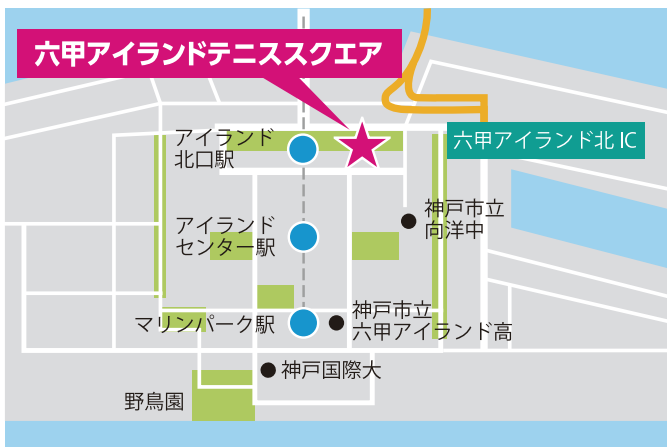 六甲アイランドテニススクエア
アイランド
北口駅
六甲アイランド北 IC
神戸市立
向洋中
アイランド
センター駅
マリンパーク駅
神戸市立
六甲アイランド高
神戸国際大
野鳥園